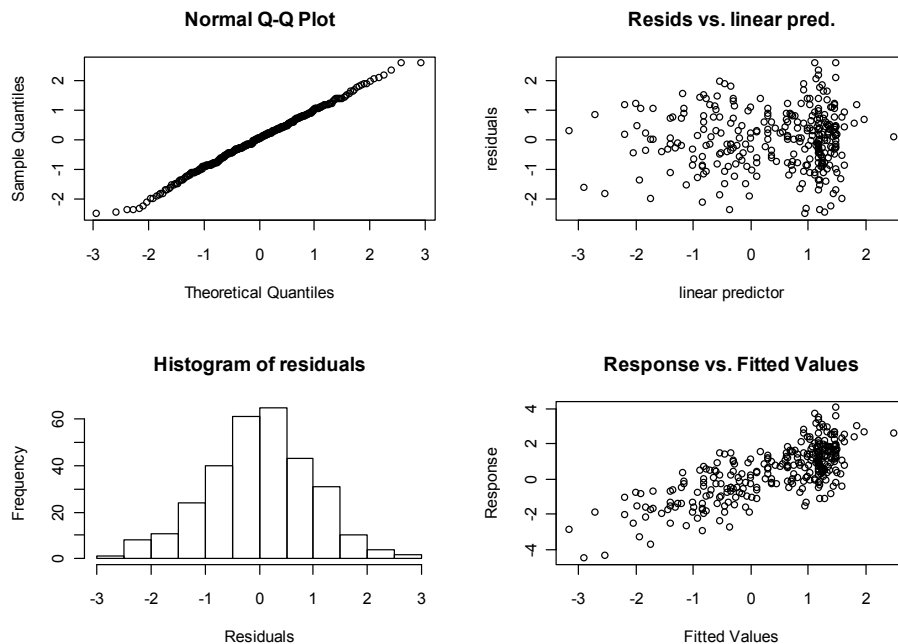 Normal Q-Q Plot
Sample Quantiles
2
1
0
-1
-2
-3 -2 -1 0 1 2 3
Theoretical Quantiles
Resids vs. linear pred.
residuals
2
1
0
-1
-2
-3 -2 -1 0 1 2
linear predictor
Histogram of residuals
Frequency
60
40
20
0
-3 -2 -1 0 1 2 3
Residuals
Response vs. Fitted Values
Response
4
2
0
-2
-4
-3 -2 -1 0 1 2
Fitted Values